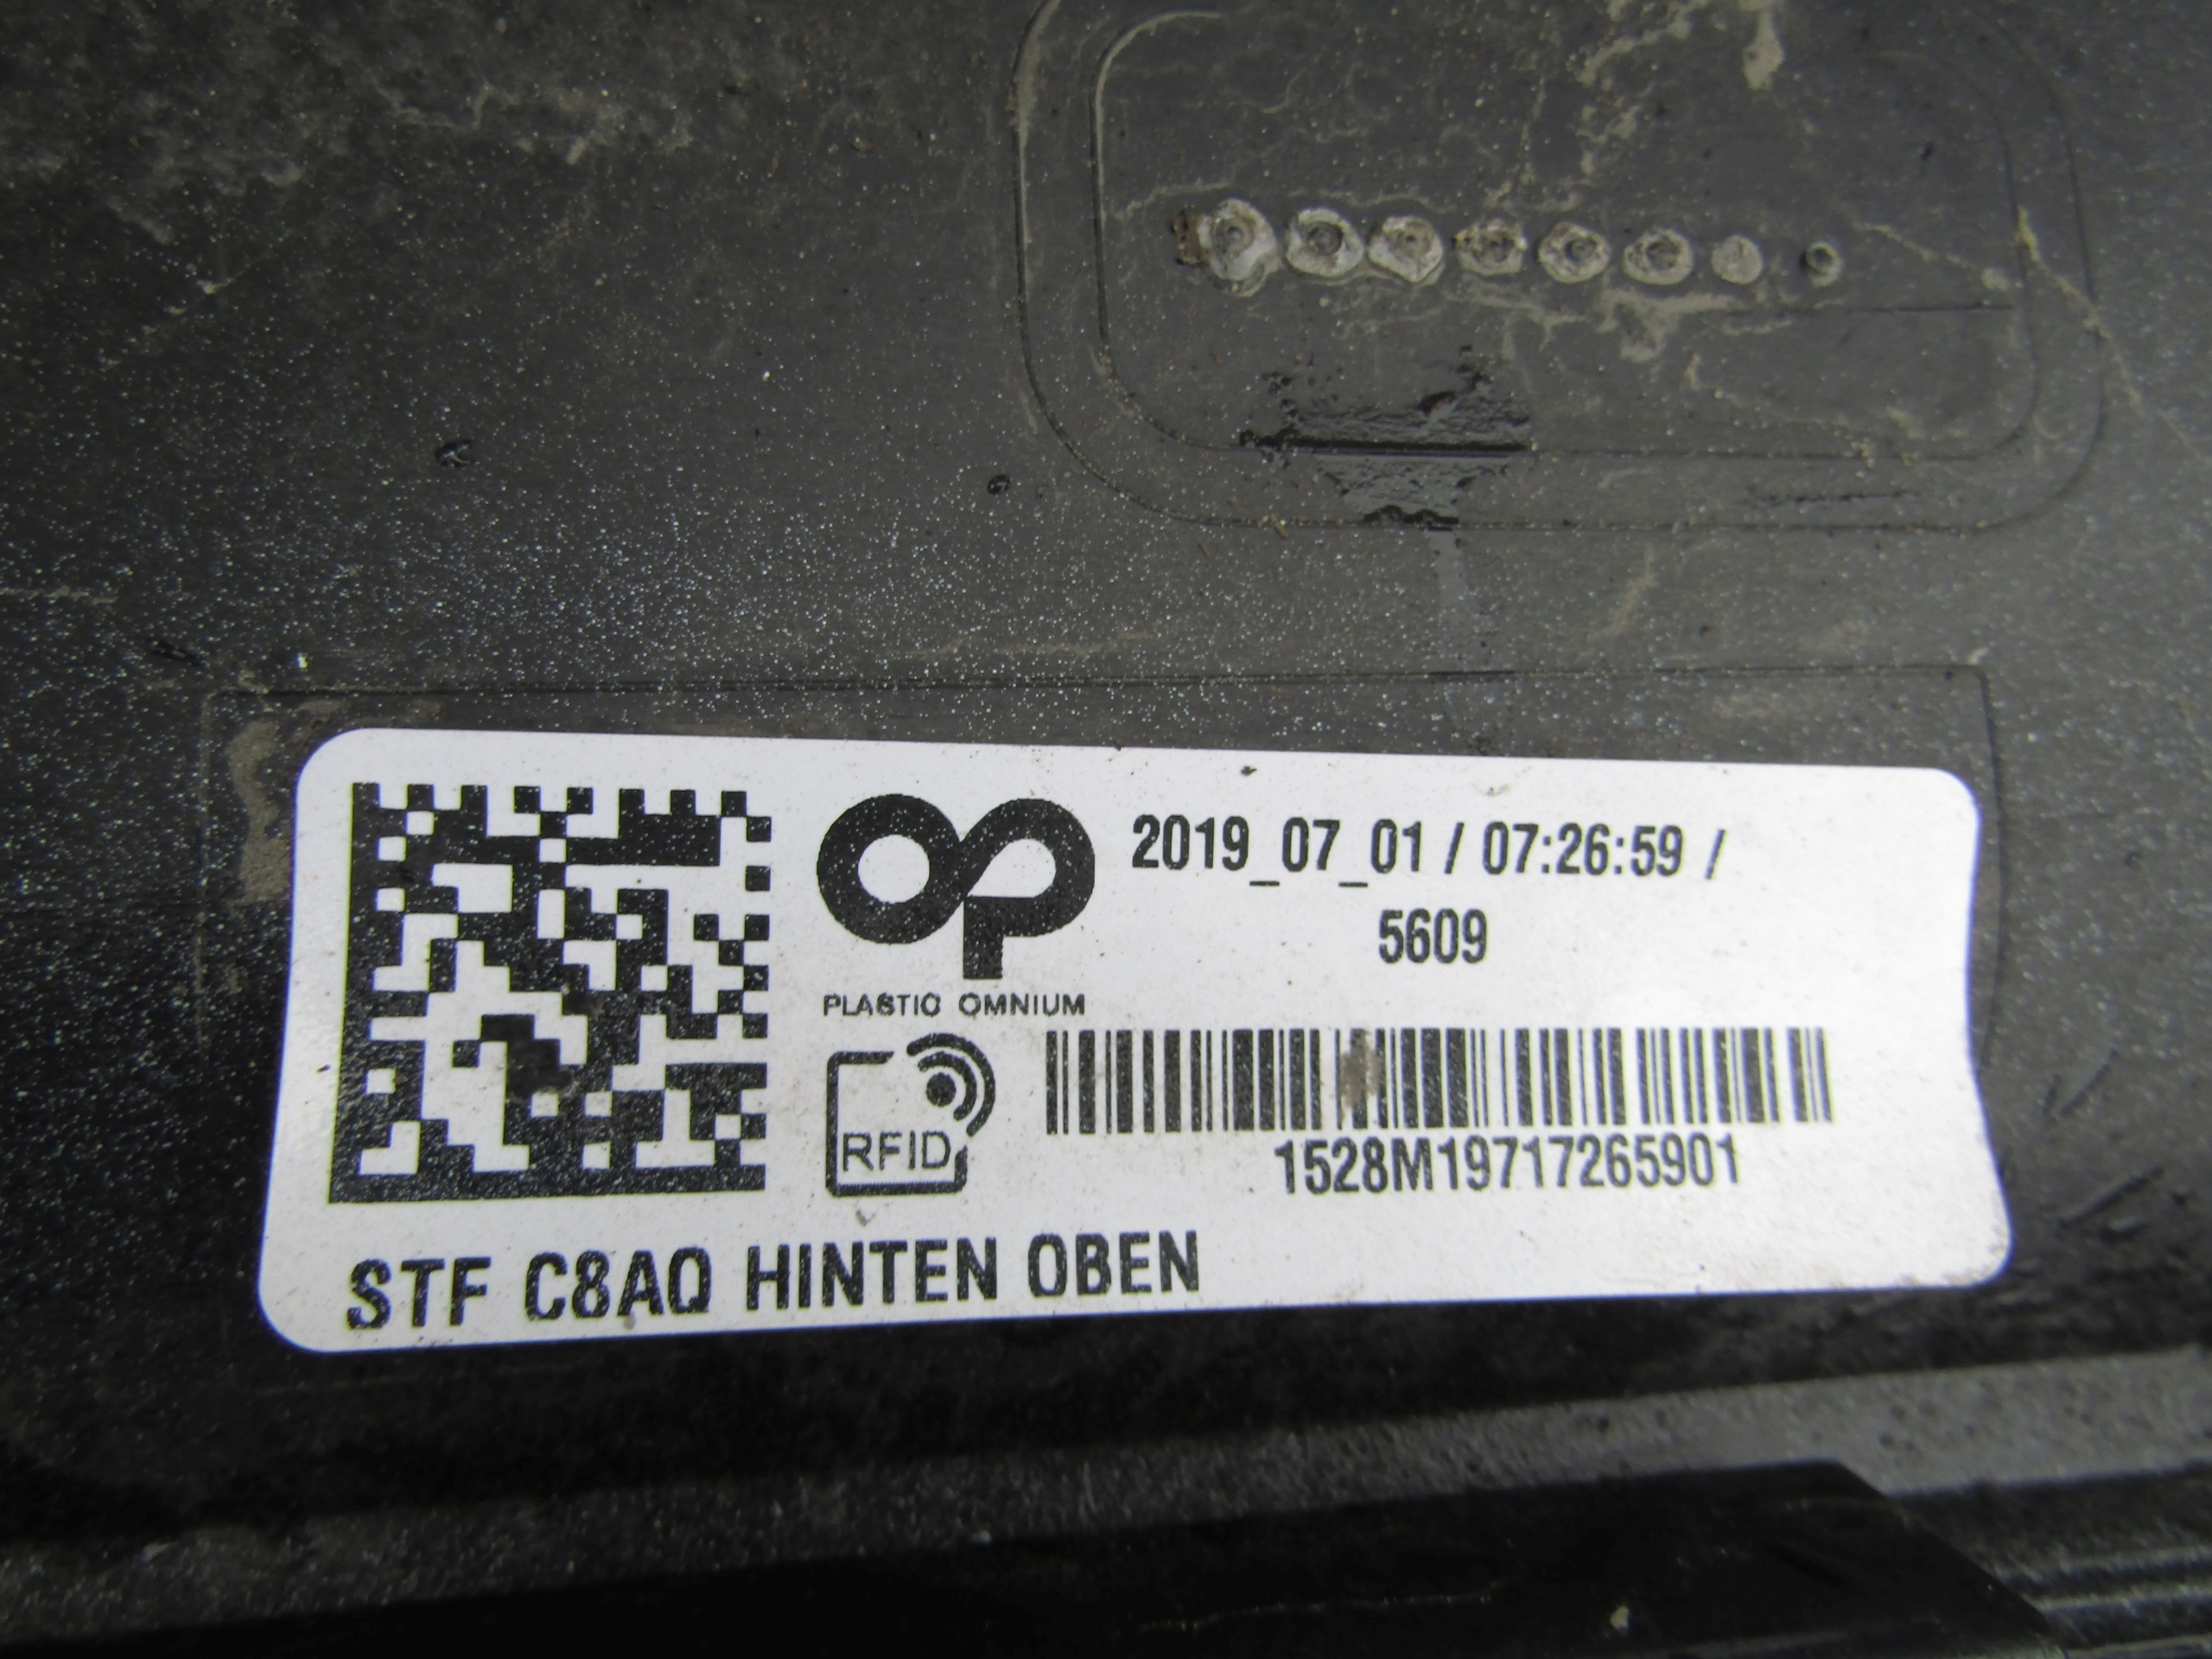 2019_07_01 / 07:26:59 /
5609
PLASTIC OMNIUM
RFID
1528M19717265901
STF C8AQ HINTEN OBEN